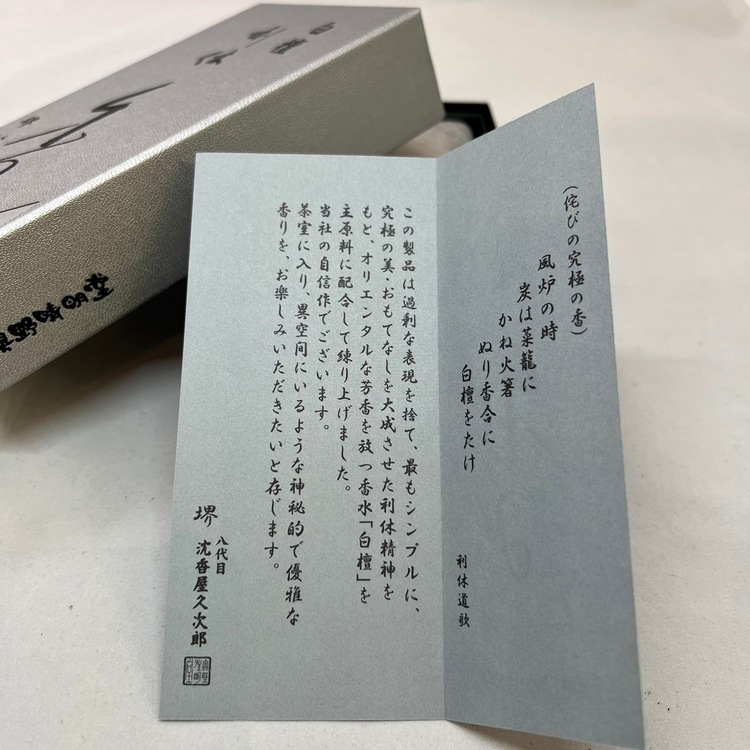 （侘びの究極の香）
風炉の時
炭は菜籠に
かね火箸
ぬり香合に
白檀をたけ
利休道歌
この製品は過剰な表現を捨て、最もシンプルに、
究極の美・おもてなしを大成させた利休精神を
もと、オリエンタルな芳香を放つ香水「白檀」を
主原料に配合して練り上げました。
当社の自信作でございます。
茶室に入り、異空間にいるような神秘的で優雅な
香りを、お楽しみいただきたいと存じます。
堺
八代目
沈香屋久次郎
奥野晴明堂